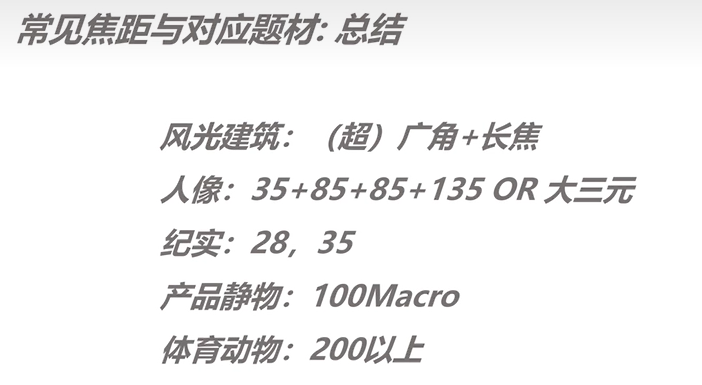 常见焦距与对应题材: 总结
风光建筑：（超）广角+长焦
人像：35+85+85+135 OR 大三元
纪实：28，35
产品静物：100Macro
体育动物：200以上